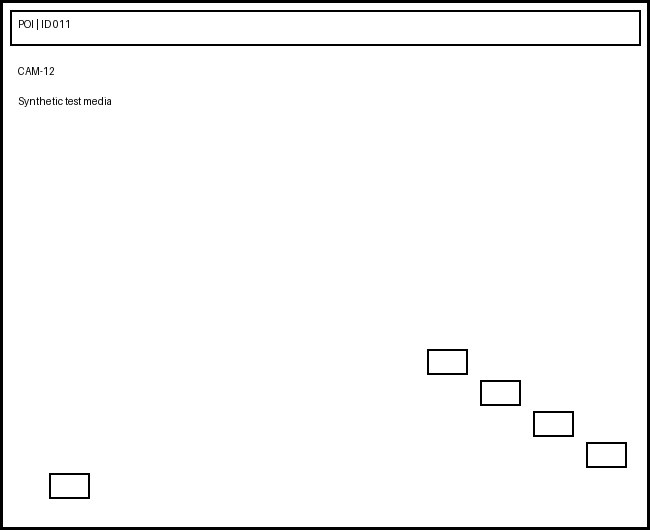 POI | ID 011
CAM-12
Synthetic test media